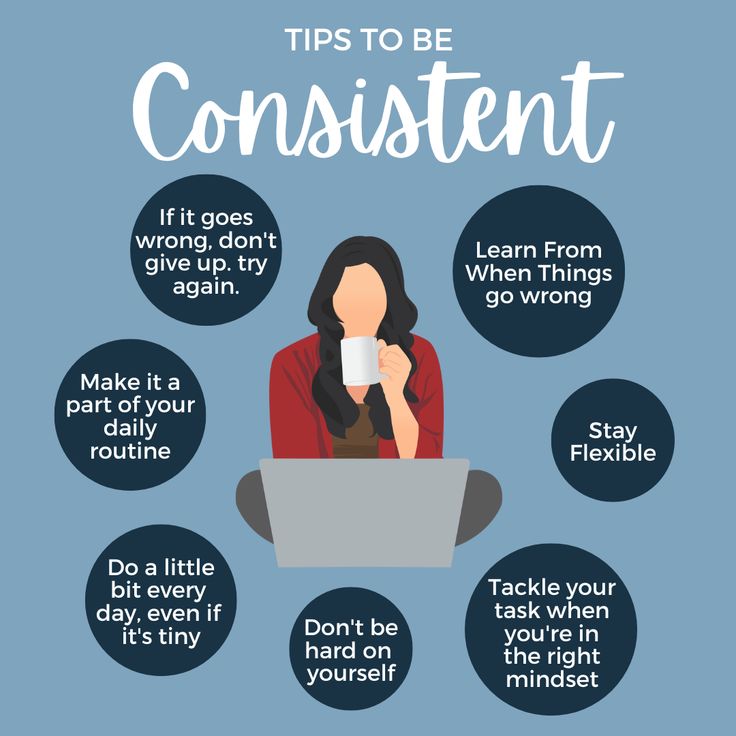 TIPS TO BE
Consistent
If it goes
wrong, don't
give up. try
again.
Learn From
When Things
go wrong
Make it a
part of your
daily
routine
Stay
Flexible
Do a little
bit every
day, even if
it's tiny
Don't be
hard on
yourself
Tackle your
task when
you're in
the right
mindset